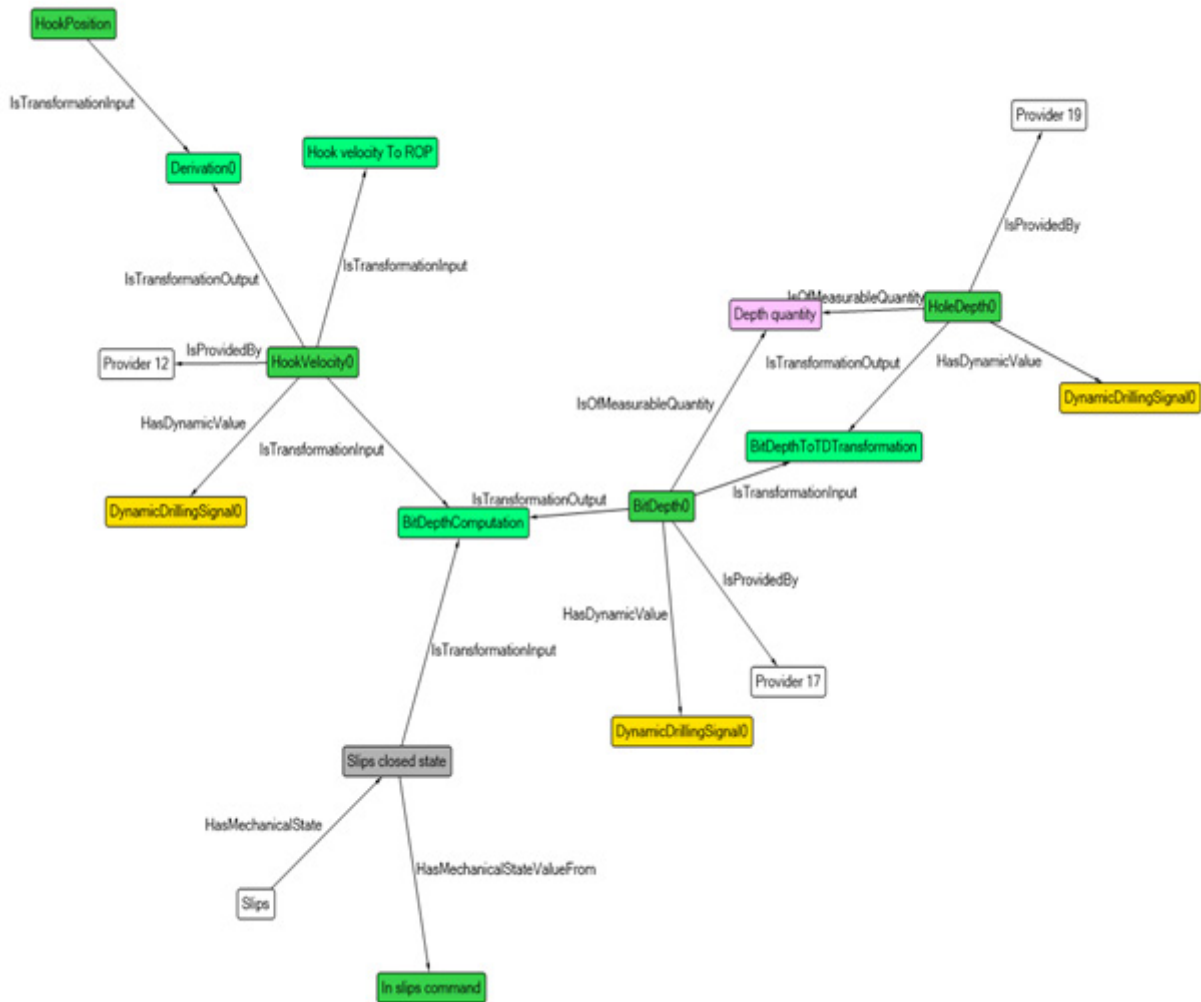 HookPosition
IsTransformationInput
Provider 19
Hook velocity To ROP
Derivation0
IsProvidedBy
IsTransformationOutput
IsTransformationInput
IsOfMeasurableQuantity
HoleDepth0
Depth quantity
IsProvidedBy
Provider 12
HookVelocity0
IsTransformationOutput
HasDynamicValue
DynamicDrillingSignal0
IsOfMeasurableQuantity
HasDynamicValue
IsTransformationInput
BitDepthToTDTransformation
IsTransformationInput
IsTransformationOutput
BitDepth0
DynamicDrillingSignal0
BitDepthComputation
IsProvidedBy
HasDynamicValue
IsTransformationInput
Provider 17
DynamicDrillingSignal0
Slips closed state
HasMechanicalState
HasMechanicalStateValueFrom
Slips
In slips command